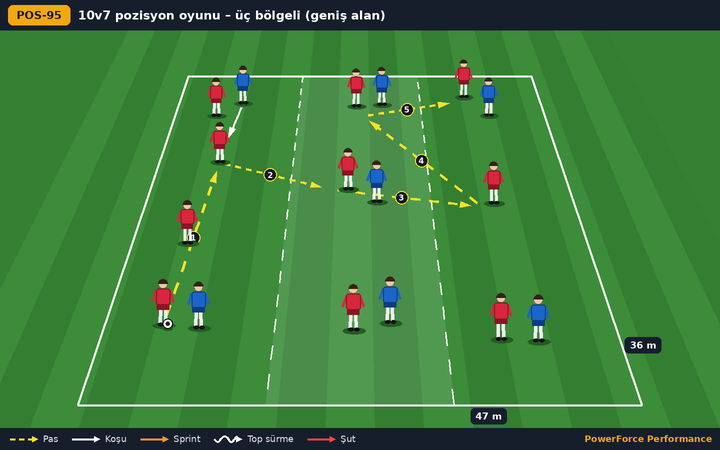 POS-95 10v7 pozisyon oyunu – üç bölgeli (geniş alan)
5
4
2
3
1
36 m
47 m
Pas Koşu Sprint Top sürme Şut PowerForce Performance